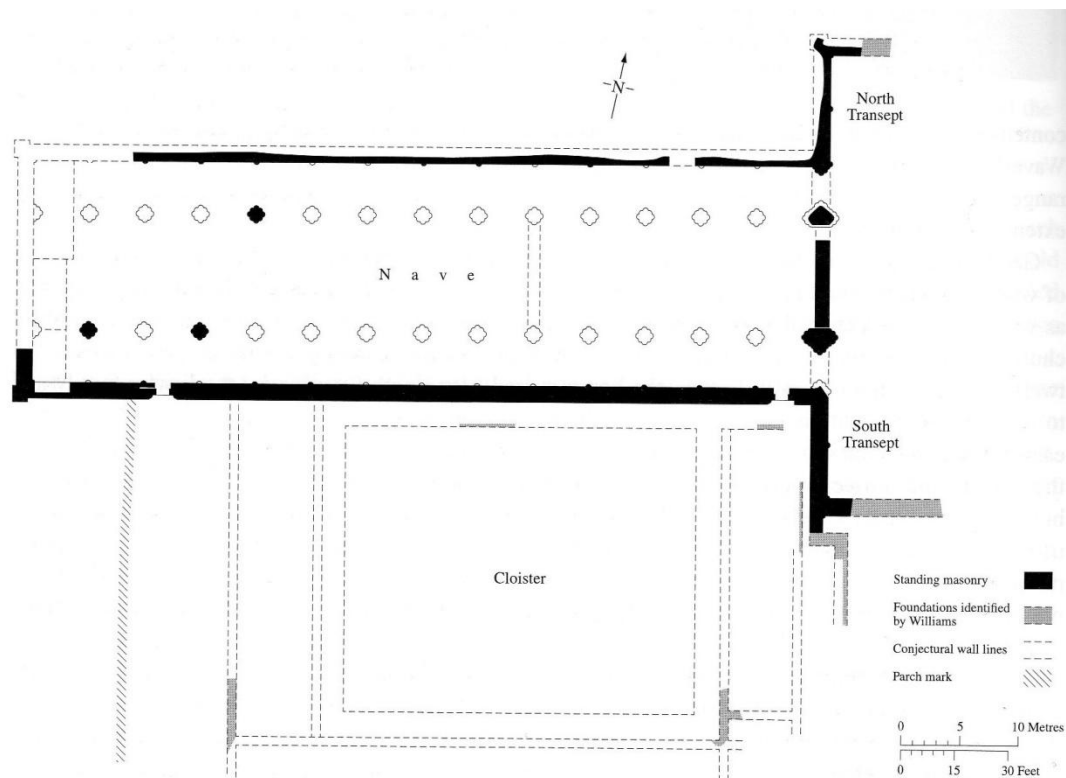 N
North
Transept
N a v e
South
Transept
Cloister
Standing masonry
Foundations identified
by Williams
Conjectural wall lines
Parch mark
0 5 10 Metres
0 15 30 Feet